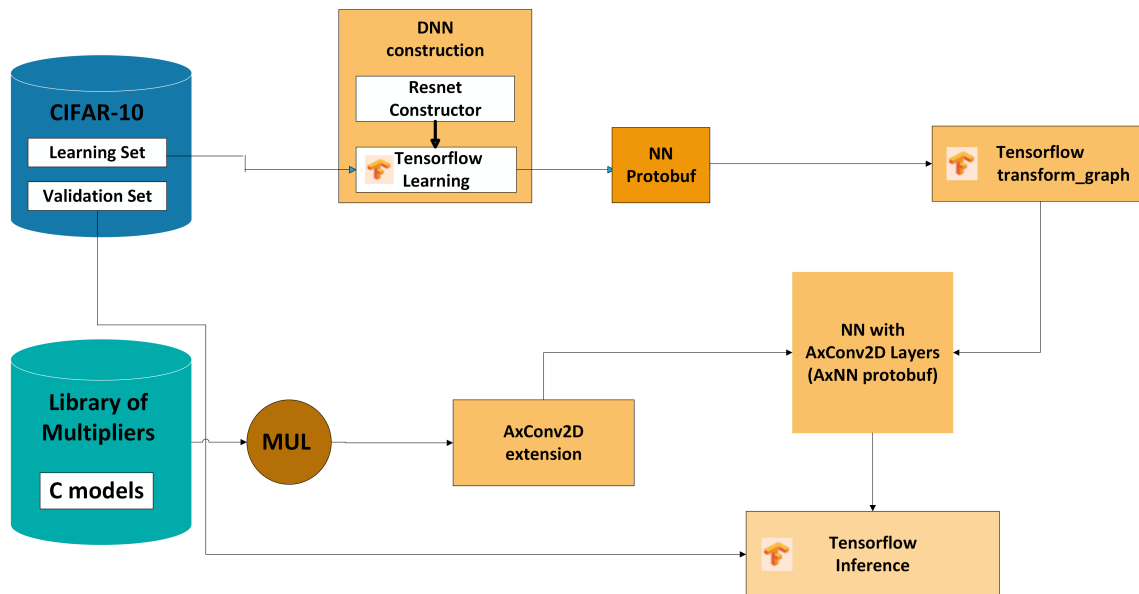 DNN
construction
Resnet
Constructor
Tensorflow
Learning
CIFAR-10
Learning Set
Validation Set
NN
Protobuf
Tensorflow
transform_graph
NN with
AxConv2D Layers
(AxNN protobuf)
Library of
Multipliers
C models
MUL
AxConv2D
extension
Tensorflow
Inference